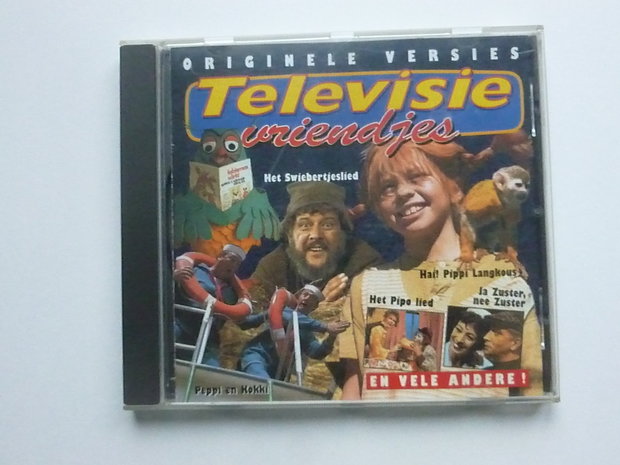 ORIGINELE VERSIES
Televisie
vriendjes
Het Swiebertjeslied
Hai! Pippi Langkous
Het Pipo lied
Ja Zuster,
nee Zuster
Peppi en Kokki
EN VELE ANDERE!